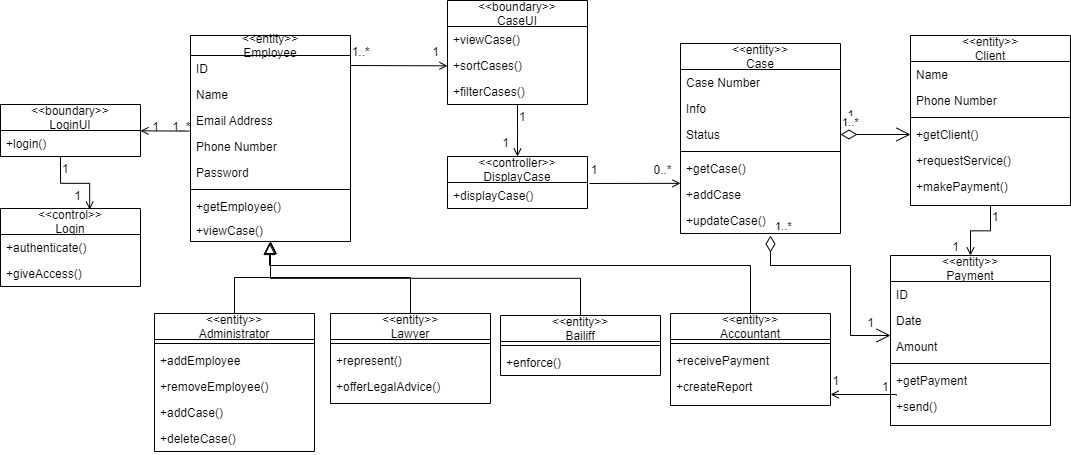 <<boundary>>
CaseUI
+viewCase()
+sortCases()
+filterCases()
<<entity>>
Employee
ID
Name
Email Address
Phone Number
Password
+getEmployee()
+viewCase()
1..*
1
<<entity>>
Case
Case Number
Info
Status
+getCase()
+addCase
+updateCase()
<<entity>>
Client
Name
Phone Number
+getClient()
+requestService()
+makePayment()
1
1..*
<<boundary>>
LoginUI
+login()
1
1..*
1
1
<<control>>
Login
+authenticate()
+giveAccess()
1
1
<<controller>>
DisplayCase
+displayCase()
1
0..*
1..*
1
1
1
<<entity>>
Payment
ID
Date
Amount
+getPayment
+send()
<<entity>>
Administrator
+addEmployee
+removeEmployee()
+addCase()
+deleteCase()
<<entity>>
Lawyer
+represent()
+offerLegalAdvice()
<<entity>>
Bailiff
+enforce()
<<entity>>
Accountant
+receivePayment
+createReport
1
1